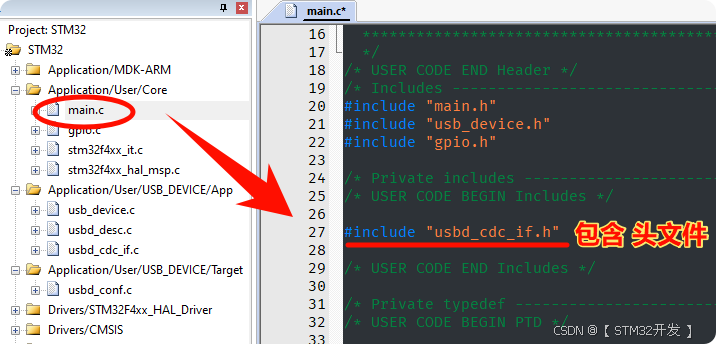 Project: STM32
STM32
Application/MDK-ARM
Application/User/Core
main.c
gpio.c
stm32f4xx_it.c
stm32f4xx_hal_msp.c
Application/User/USB_DEVICE/App
usb_device.c
usbd_desc.c
usbd_cdc_if.c
Application/User/USB_DEVICE/Target
usbd_conf.c
Drivers/STM32F4xx_HAL_Driver
Drivers/CMSIS
main.c*
16 ******************************************
17 */
18 /* USER CODE END Header */
19 /* Includes ------------------------------
20 #include "main.h"
21 #include "usb_device.h"
22 #include "gpio.h"
23
24 /* Private includes ----------------------
25 /* USER CODE BEGIN Includes */
26
27 #include "usbd_cdc_if.h" 包含 头文件
28
29 /* USER CODE END Includes */
30
31 /* Private typedef -----------------------
32 /* USER CODE BEGIN PTD */
33
CSDN @【 STM32开发 】